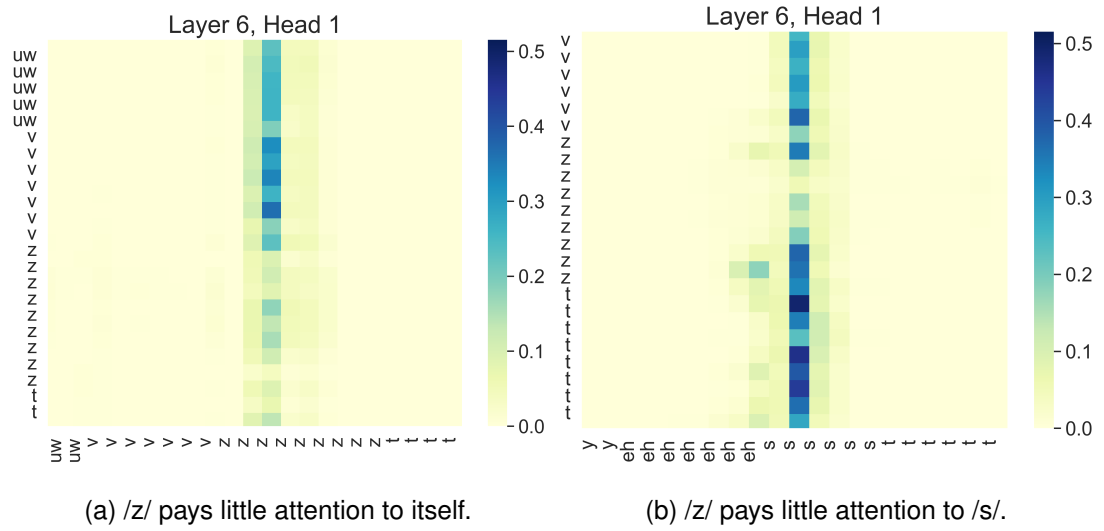 Layer 6, Head 1
uw
uw
uw
uw
uw
v
v
v
v
v
v
v
z
z
z
z
z
z
z
z
z
t
t
uw uw v v v v v v v z z z z z z z z z t t t t
0.5
0.4
0.3
0.2
0.1
0.0
(a) /z/ pays little attention to itself.
Layer 6, Head 1
v
v
v
v
v
v
z
z
z
z
z
z
z
z
z
t
t
t
t
t
t
t
t
y y eh eh eh eh eh eh eh s s s s s s t t t t t t
0.5
0.4
0.3
0.2
0.1
0.0
(b) /z/ pays little attention to /s/.